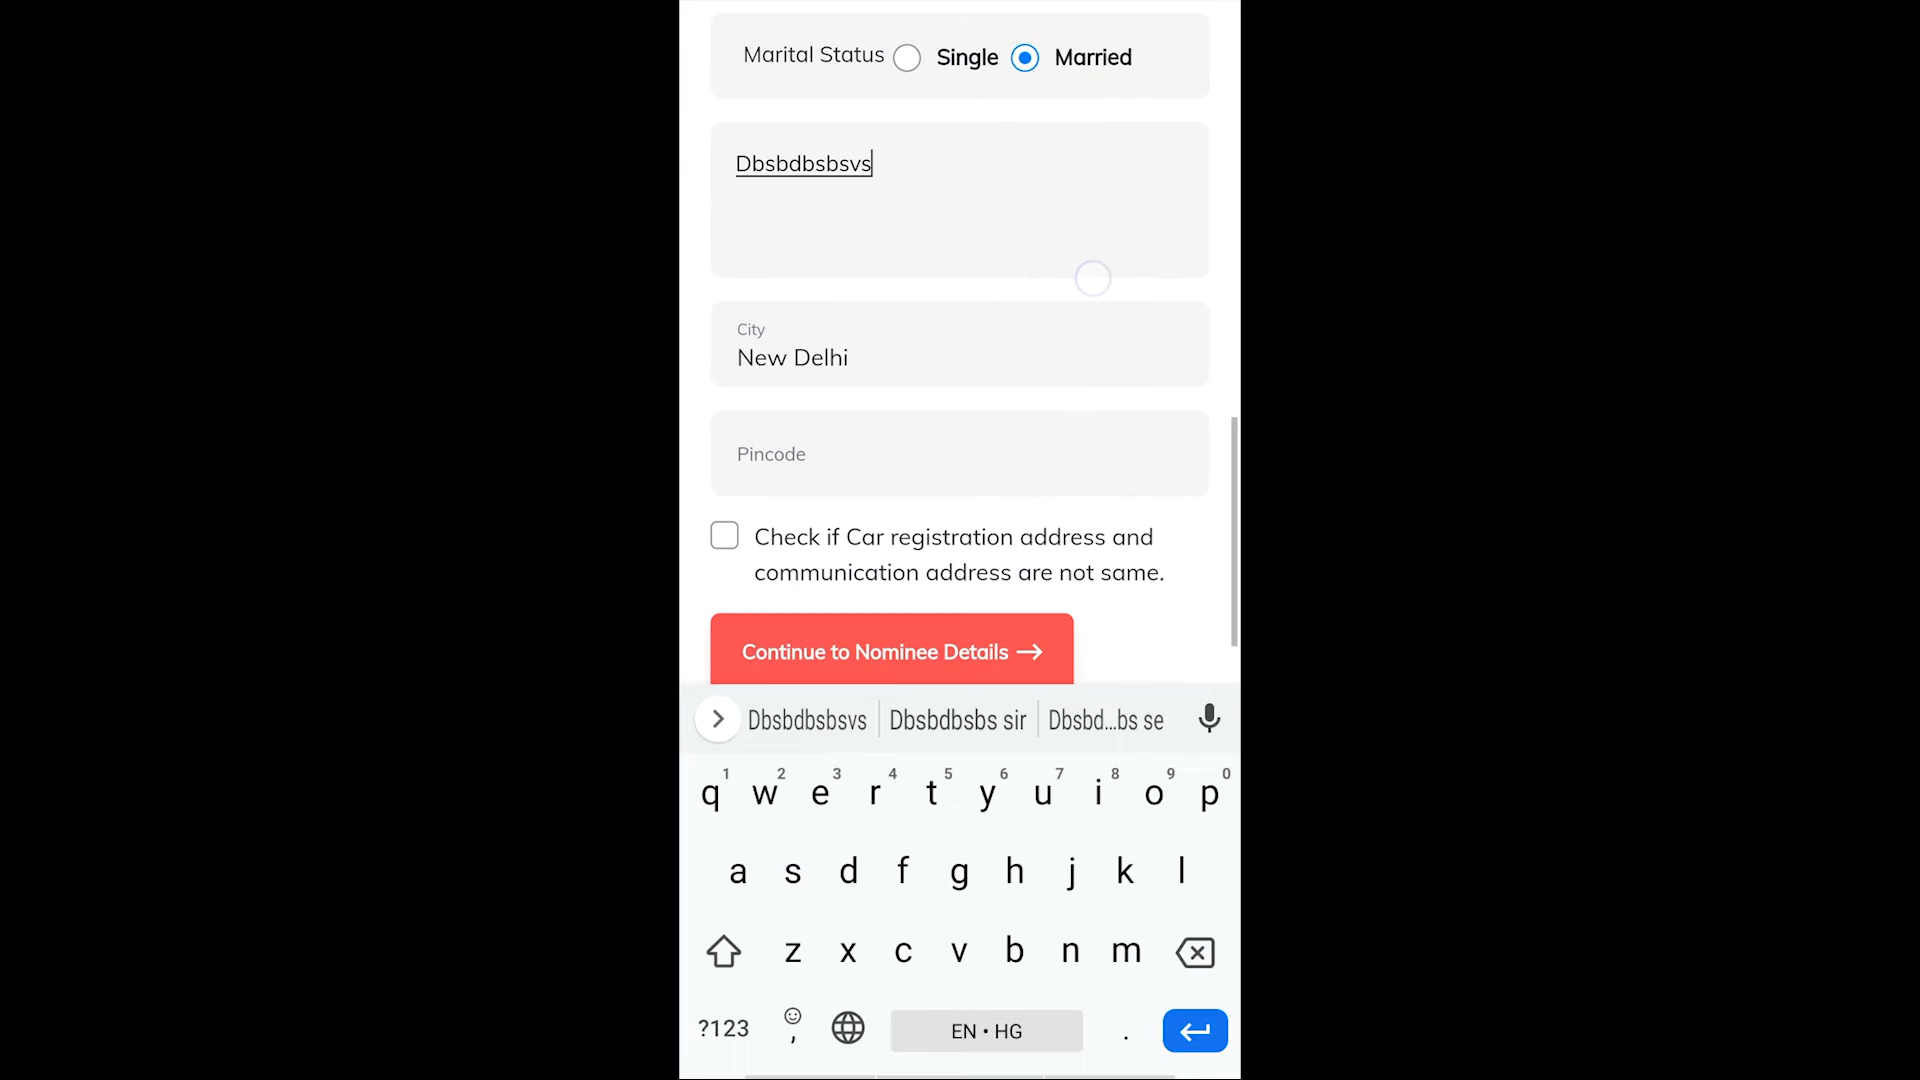 Marital Status Single Married
Dbsbdbsbsvs
City
New Delhi
Pincode
Check if Car registration address and
communication address are not same.
Continue to Nominee Details →
Dbsbdbsbsvs Dbsbdbsbs sir Dbsbd...bs se
1 2 3 4 5 6 7 8 9 0
q w e r t y u i o p
a s d f g h j k l
z x c v b n m
?123 , EN • HG .